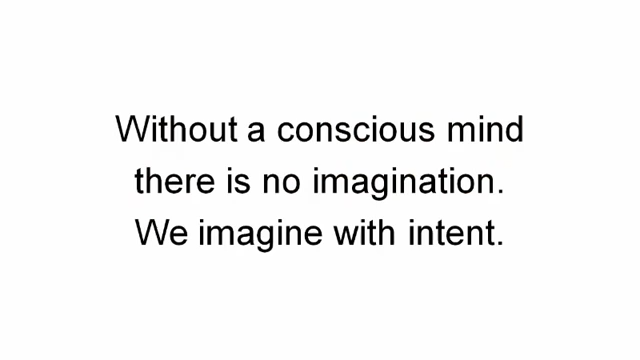 Without a conscious mind
there is no imagination.
We imagine with intent.